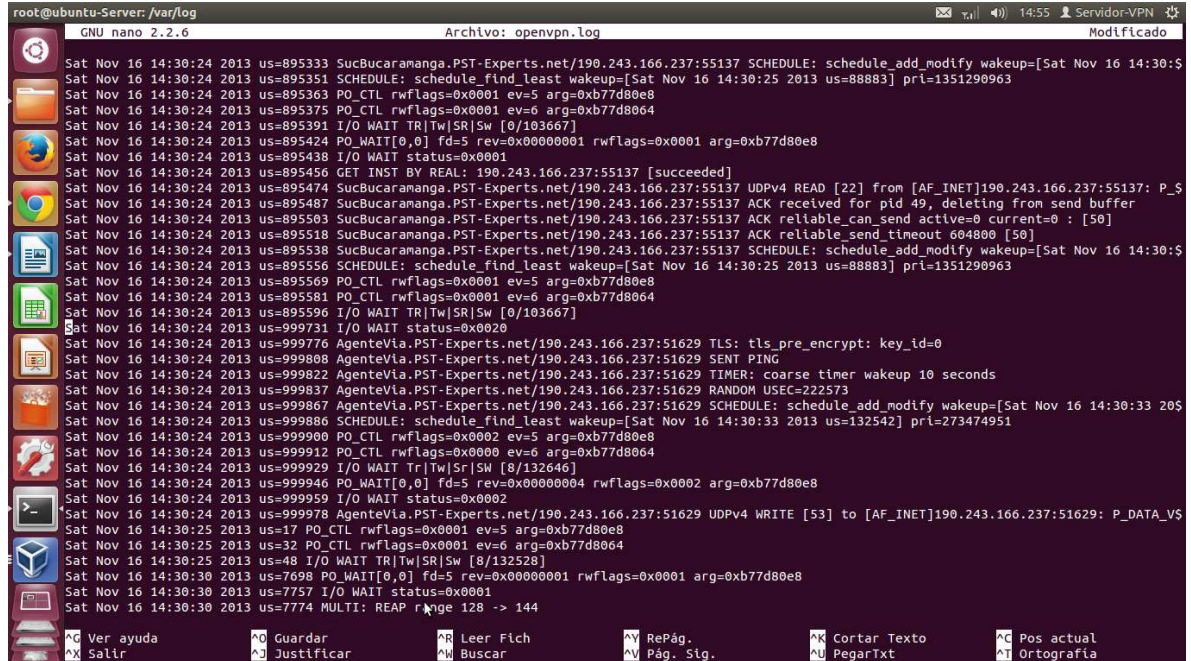 root@ubuntu-Server: /var/log 14:55 Servidor-VPN
GNU nano 2.2.6 Archivo: openvpn.log Modificado
Sat Nov 16 14:30:24 2013 us=895333 SucBucaramanga.PST-Experts.net/190.243.166.237:55137 SCHEDULE: schedule_add_modify wakeup=[Sat Nov 16 14:30:$
Sat Nov 16 14:30:24 2013 us=895351 SCHEDULE: schedule_find_least wakeup=[Sat Nov 16 14:30:25 2013 us=88883] pri=1351290963
Sat Nov 16 14:30:24 2013 us=895363 PO_CTL rwflags=0x0001 ev=5 arg=0xb77d80e8
Sat Nov 16 14:30:24 2013 us=895375 PO_CTL rwflags=0x0001 ev=6 arg=0xb77d8064
Sat Nov 16 14:30:24 2013 us=895391 I/O WAIT TR|Tw|SR|Sw [0/103667]
Sat Nov 16 14:30:24 2013 us=895424 PO_WAIT[0,0] fd=5 rev=0x00000001 rwflags=0x0001 arg=0xb77d80e8
Sat Nov 16 14:30:24 2013 us=895438 I/O WAIT status=0x0001
Sat Nov 16 14:30:24 2013 us=895456 GET INST BY REAL: 190.243.166.237:55137 [succeeded]
Sat Nov 16 14:30:24 2013 us=895474 SucBucaramanga.PST-Experts.net/190.243.166.237:55137 UDPv4 READ [22] from [AF_INET]190.243.166.237:55137: P_$
Sat Nov 16 14:30:24 2013 us=895487 SucBucaramanga.PST-Experts.net/190.243.166.237:55137 ACK received for pid 49, deleting from send buffer
Sat Nov 16 14:30:24 2013 us=895503 SucBucaramanga.PST-Experts.net/190.243.166.237:55137 ACK reliable_can_send active=0 current=0 : [50]
Sat Nov 16 14:30:24 2013 us=895518 SucBucaramanga.PST-Experts.net/190.243.166.237:55137 ACK reliable_send_timeout 604800 [50]
Sat Nov 16 14:30:24 2013 us=895538 SucBucaramanga.PST-Experts.net/190.243.166.237:55137 SCHEDULE: schedule_add_modify wakeup=[Sat Nov 16 14:30:$
Sat Nov 16 14:30:24 2013 us=895556 SCHEDULE: schedule_find_least wakeup=[Sat Nov 16 14:30:25 2013 us=88883] pri=1351290963
Sat Nov 16 14:30:24 2013 us=895569 PO_CTL rwflags=0x0001 ev=5 arg=0xb77d80e8
Sat Nov 16 14:30:24 2013 us=895581 PO_CTL rwflags=0x0001 ev=6 arg=0xb77d8064
Sat Nov 16 14:30:24 2013 us=895596 I/O WAIT TR|Tw|SR|Sw [0/103667]
Sat Nov 16 14:30:24 2013 us=999731 I/O WAIT status=0x0020
Sat Nov 16 14:30:24 2013 us=999776 AgenteVia.PST-Experts.net/190.243.166.237:51629 TLS: tls_pre_encrypt: key_id=0
Sat Nov 16 14:30:24 2013 us=999808 AgenteVia.PST-Experts.net/190.243.166.237:51629 SENT PING
Sat Nov 16 14:30:24 2013 us=999822 AgenteVia.PST-Experts.net/190.243.166.237:51629 TIMER: coarse timer wakeup 10 seconds
Sat Nov 16 14:30:24 2013 us=999837 AgenteVia.PST-Experts.net/190.243.166.237:51629 RANDOM USEC=222573
Sat Nov 16 14:30:24 2013 us=999867 AgenteVia.PST-Experts.net/190.243.166.237:51629 SCHEDULE: schedule_add_modify wakeup=[Sat Nov 16 14:30:33 20$
Sat Nov 16 14:30:24 2013 us=999886 SCHEDULE: schedule_find_least wakeup=[Sat Nov 16 14:30:33 2013 us=132542] pri=273474951
Sat Nov 16 14:30:24 2013 us=999900 PO_CTL rwflags=0x0002 ev=5 arg=0xb77d80e8
Sat Nov 16 14:30:24 2013 us=999912 PO_CTL rwflags=0x0000 ev=6 arg=0xb77d8064
Sat Nov 16 14:30:24 2013 us=999929 I/O WAIT Tr|Tw|Sr|SW [8/132646]
Sat Nov 16 14:30:24 2013 us=999946 PO_WAIT[0,0] fd=5 rev=0x00000004 rwflags=0x0002 arg=0xb77d80e8
Sat Nov 16 14:30:24 2013 us=999959 I/O WAIT status=0x0002
Sat Nov 16 14:30:24 2013 us=999978 AgenteVia.PST-Experts.net/190.243.166.237:51629 UDPv4 WRITE [53] to [AF_INET]190.243.166.237:51629: P_DATA_V$
Sat Nov 16 14:30:25 2013 us=17 PO_CTL rwflags=0x0001 ev=5 arg=0xb77d80e8
Sat Nov 16 14:30:25 2013 us=32 PO_CTL rwflags=0x0001 ev=6 arg=0xb77d8064
Sat Nov 16 14:30:25 2013 us=48 I/O WAIT TR|Tw|SR|Sw [8/132528]
Sat Nov 16 14:30:30 2013 us=7698 PO_WAIT[0,0] fd=5 rev=0x00000001 rwflags=0x0001 arg=0xb77d80e8
Sat Nov 16 14:30:30 2013 us=7757 I/O WAIT status=0x0001
Sat Nov 16 14:30:30 2013 us=7774 MULTI: REAP range 128 -> 144
^G Ver ayuda ^O Guardar ^R Leer Fich ^Y RePág. ^K Cortar Texto ^C Pos actual
^X Salir ^J Justificar ^W Buscar ^V Pág. Sig. ^U PegarTxt ^T Ortografía